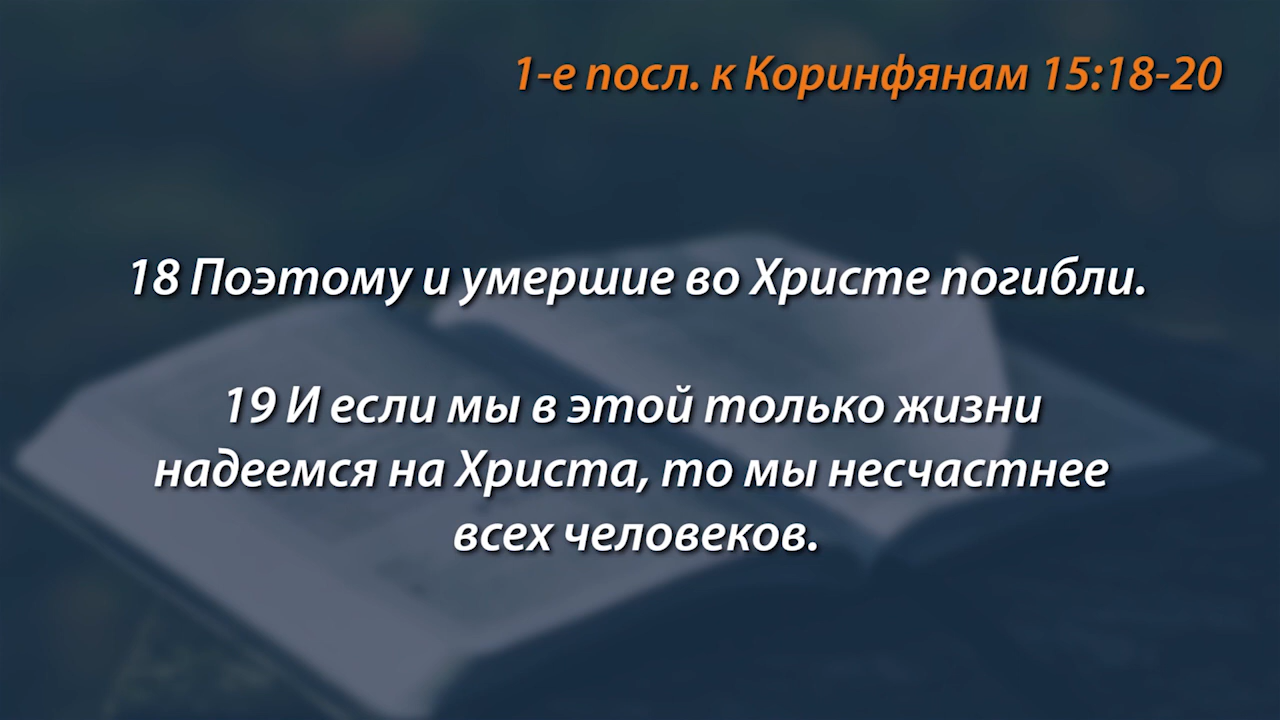 1-е посл. к Коринфянам 15:18-20
18 Поэтому и умершие во Христе погибли.
19 И если мы в этой только жизни
надеемся на Христа, то мы несчастнее
всех человеков.